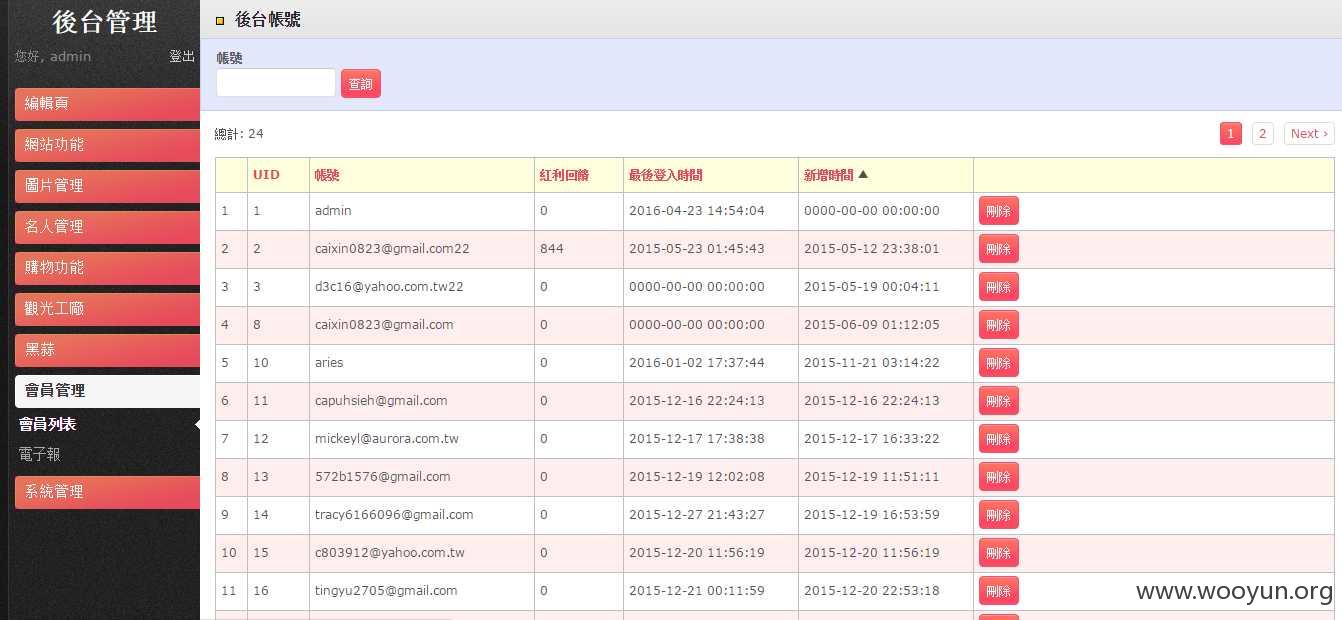 後台管理
您好, admin 登出
編輯頁
網站功能
圖片管理
名人管理
購物功能
觀光工廠
黑蒜
會員管理
會員列表
電子報
系統管理
後台帳號
帳號
查詢
總計: 24
1 2 Next ›
UID 帳號 紅利回饋 最後登入時間 新增時間 ▲
1 1 admin 0 2016-04-23 14:54:04 0000-00-00 00:00:00 刪除
2 2 caixin0823@gmail.com22 844 2015-05-23 01:45:43 2015-05-12 23:38:01 刪除
3 3 d3c16@yahoo.com.tw22 0 0000-00-00 00:00:00 2015-05-19 00:04:11 刪除
4 8 caixin0823@gmail.com 0 0000-00-00 00:00:00 2015-06-09 01:12:05 刪除
5 10 aries 0 2016-01-02 17:37:44 2015-11-21 03:14:22 刪除
6 11 capuhsieh@gmail.com 0 2015-12-16 22:24:13 2015-12-16 22:24:13 刪除
7 12 mickeyl@aurora.com.tw 0 2015-12-17 17:38:38 2015-12-17 16:33:22 刪除
8 13 572b1576@gmail.com 0 2015-12-19 12:02:08 2015-12-19 11:51:11 刪除
9 14 tracy6166096@gmail.com 0 2015-12-27 21:43:27 2015-12-19 16:53:59 刪除
10 15 c803912@yahoo.com.tw 0 2015-12-20 11:56:19 2015-12-20 11:56:19 刪除
11 16 tingyu2705@gmail.com 0 2015-12-21 00:11:59 2015-12-20 22:53:18 刪除
www.wooyun.org